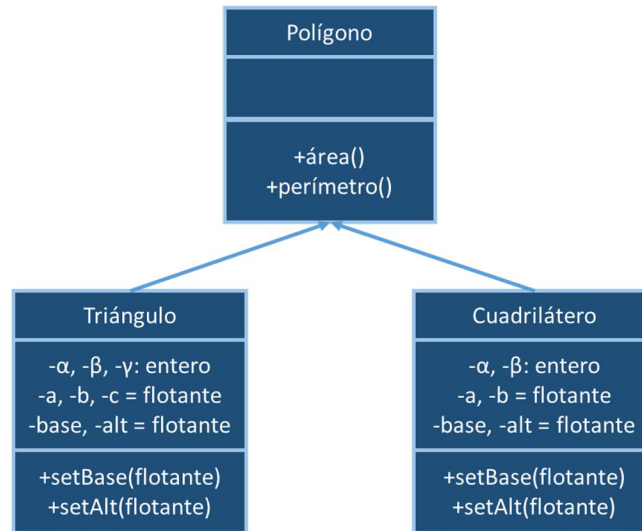 Polígono
+área()
+perímetro()
Triángulo
-α, -β, -γ: entero
-a, -b, -c = flotante
-base, -alt = flotante
+setBase(flotante)
+setAlt(flotante)
Cuadrilátero
-α, -β: entero
-a, -b = flotante
-base, -alt = flotante
+setBase(flotante)
+setAlt(flotante)